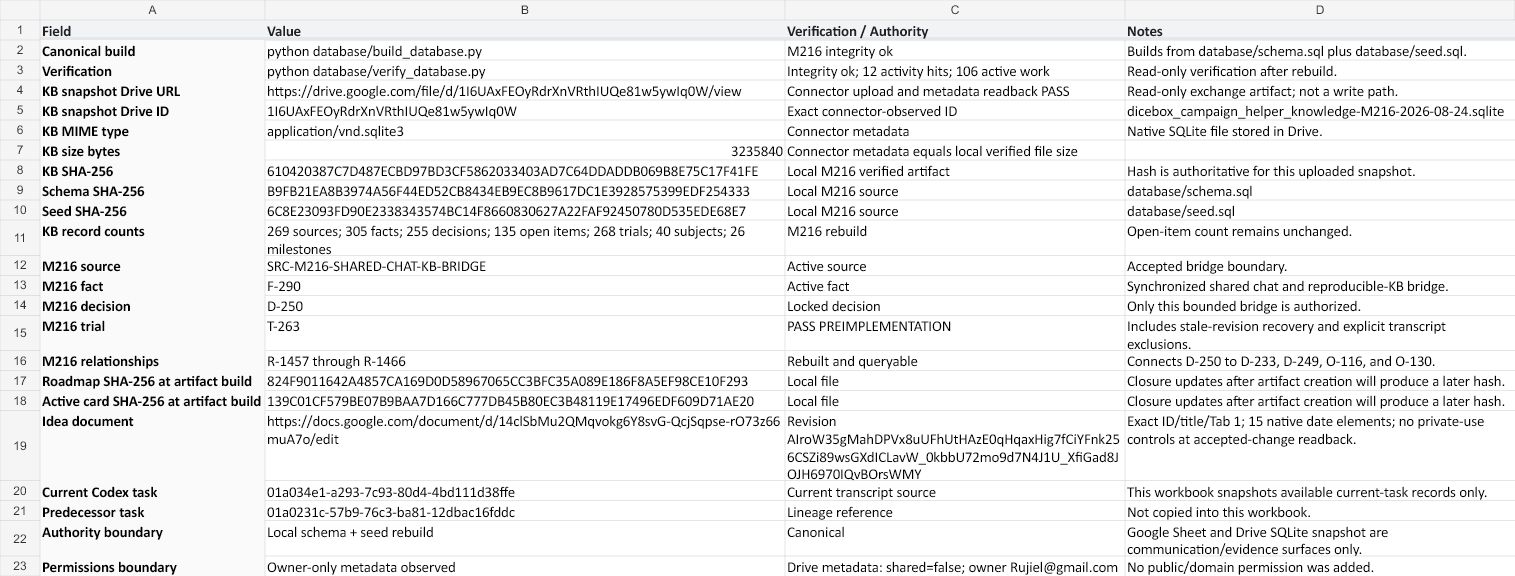 A B C D
1 Field Value Verification / Authority Notes
2 Canonical build python database/build_database.py M216 integrity ok Builds from database/schema.sql plus database/seed.sql.
3 Verification python database/verify_database.py Integrity ok; 12 activity hits; 106 active work Read-only verification after rebuild.
4 KB snapshot Drive URL https://drive.google.com/file/d/1I6UAxFEOyRdrXnVRthIUQe81w5ywIq0W/view Connector upload and metadata readback PASS Read-only exchange artifact; not a write path.
5 KB snapshot Drive ID 1I6UAxFEOyRdrXnVRthIUQe81w5ywIq0W Exact connector-observed ID dicebox_campaign_helper_knowledge-M216-2026-08-24.sqlite
6 KB MIME type application/vnd.sqlite3 Connector metadata Native SQLite file stored in Drive.
7 KB size bytes 3235840 Connector metadata equals local verified file size
8 KB SHA-256 610420387C7D487ECBD97BD3CF5862033403AD7C64DDADDB069B8E75C17F41FE Local M216 verified artifact Hash is authoritative for this uploaded snapshot.
9 Schema SHA-256 B9FB21EA8B3974A56F44ED52CB8434EB9EC8B9617DC1E3928575399EDF254333 Local M216 source database/schema.sql
10 Seed SHA-256 6C8E23093FD90E2338343574BC14F8660830627A22FAF92450780D535EDE68E7 Local M216 source database/seed.sql
11 KB record counts 269 sources; 305 facts; 255 decisions; 135 open items; 268 trials; 40 subjects; 26 M216 rebuild Open-item count remains unchanged.
milestones
12 M216 source SRC-M216-SHARED-CHAT-KB-BRIDGE Active source Accepted bridge boundary.
13 M216 fact F-290 Active fact Synchronized shared chat and reproducible-KB bridge.
14 M216 decision D-250 Locked decision Only this bounded bridge is authorized.
15 M216 trial T-263 PASS PREIMPLEMENTATION Includes stale-revision recovery and explicit transcript
exclusions.
16 M216 relationships R-1457 through R-1466 Rebuilt and queryable Connects D-250 to D-233, D-249, O-116, and O-130.
17 Roadmap SHA-256 at artifact build 824F9011642A4857CA169D0D58967065CC3BFC35A089E186F8A5EF98CE10F293 Local file Closure updates after artifact creation will produce a later hash.
18 Active card SHA-256 at artifact build 139C01CF579BE07B9BAA7D166C777DB45B80EC3B48119E17496EDF609D71AE20 Local file Closure updates after artifact creation will produce a later hash.
19 Idea document https://docs.google.com/document/d/14clSbMu2QMqvokg6Y8svG-QcjSqpse-rO73z66 Revision Exact ID/title/Tab 1; 15 native date elements; no private-use
muA7o/edit AIroW35gMahDPVx8uUFhUtHAzE0qHqaxHig7fCiYFnk25 controls at accepted-change readback.
6CSZi89wsGXdICLavW_0kbbU72mo9d7N4J1U_XfiGad8J
OJH6970IQvBOrsWMY
20 Current Codex task 01a034e1-a293-7c93-80d4-4bd111d38ffe Current transcript source This workbook snapshots available current-task records only.
21 Predecessor task 01a0231c-57b9-76c3-ba81-12dbac16fddc Lineage reference Not copied into this workbook.
22 Authority boundary Local schema + seed rebuild Canonical Google Sheet and Drive SQLite snapshot are
communication/evidence surfaces only.
23 Permissions boundary Owner-only metadata observed Drive metadata: shared=false; owner Rujiel@gmail.com No public/domain permission was added.